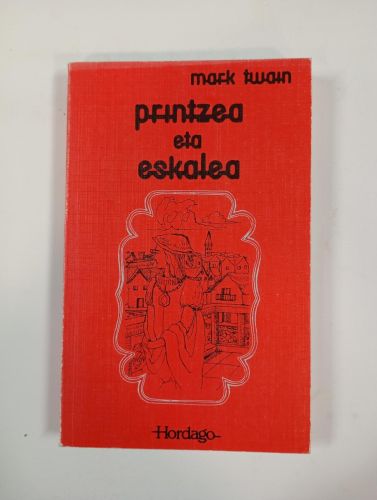 mark twain
printzea
eta
eskalea
Hordago